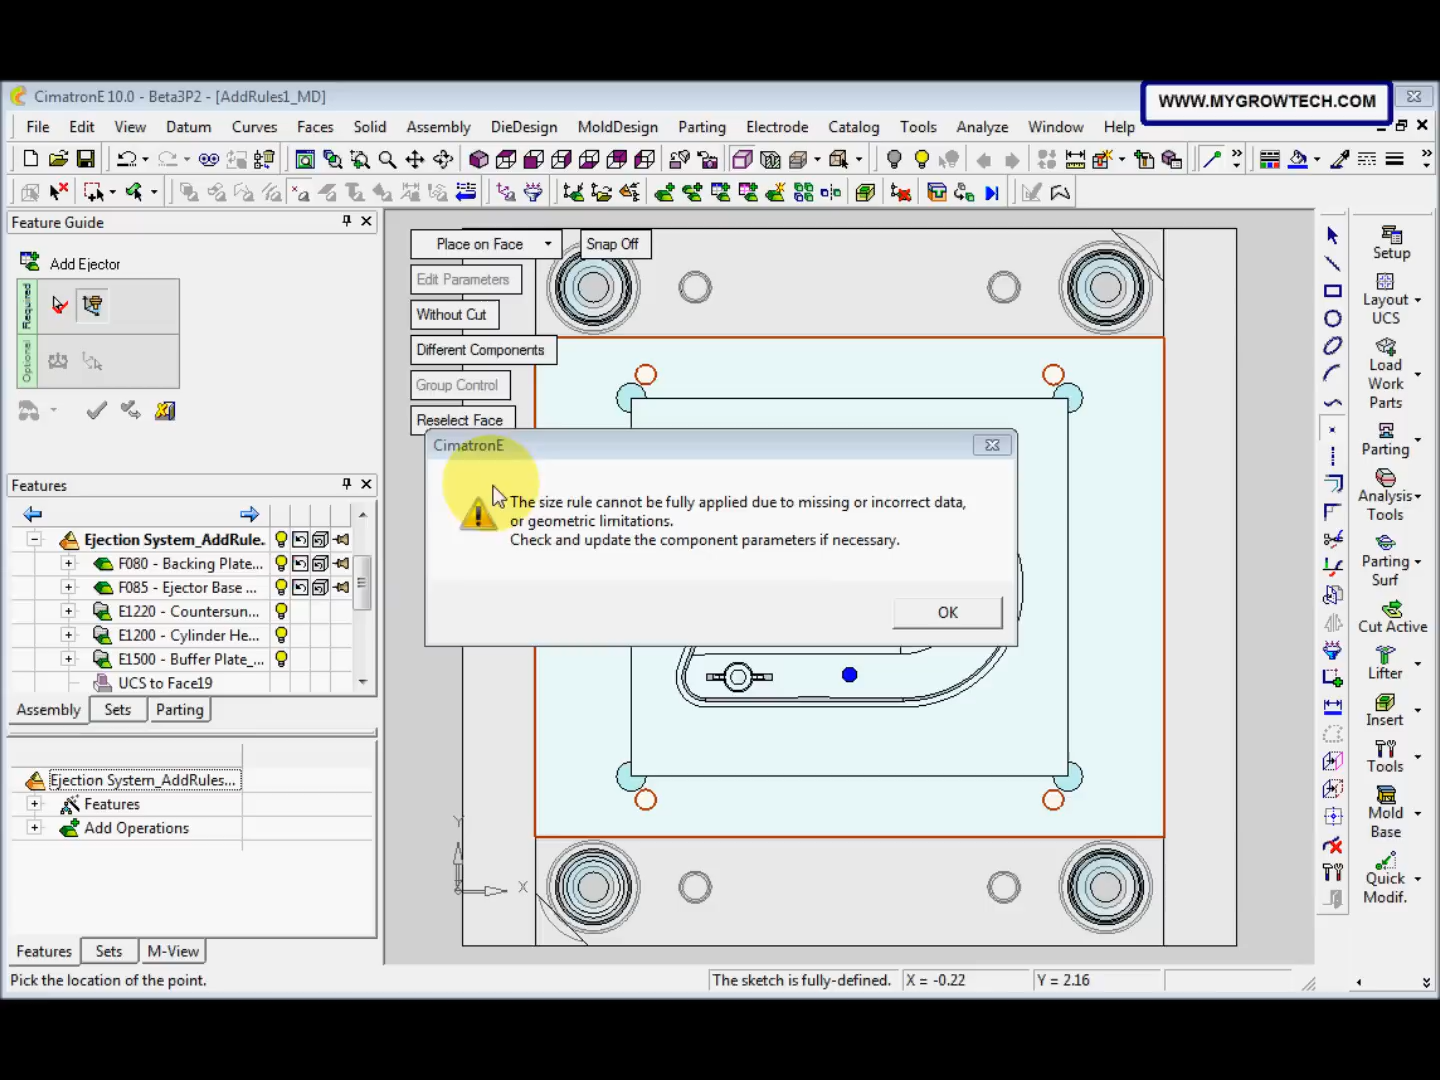 CimatronE 10.0 - Beta3P2 - [AddRules1_MD]
WWW.MYGROWTECH.COM
File Edit View Datum Curves Faces Solid Assembly DieDesign MoldDesign Parting Electrode Catalog Tools Analyze Window Help
Feature Guide
Add Ejector
Required
Optional
Place on Face
Snap Off
Edit Parameters
Without Cut
Different Components
Group Control
Reselect Face
CimatronE
The size rule cannot be fully applied due to missing or incorrect data,
or geometric limitations.
Check and update the component parameters if necessary.
OK
Features
Ejection System_AddRule.
F080 - Backing Plate...
F085 - Ejector Base ...
E1220 - Countersun...
E1200 - Cylinder He...
E1500 - Buffer Plate_...
UCS to Face19
Assembly Sets Parting
Ejection System_AddRules...
Features
Add Operations
Features Sets M-View
Y
X
Setup
Layout
UCS
Load
Work
Parts
Parting
Analysis
Tools
Parting
Surf
Cut Active
Lifter
Insert
Tools
Mold
Base
Quick
Modif.
Pick the location of the point.
The sketch is fully-defined.
X = -0.22
Y = 2.16